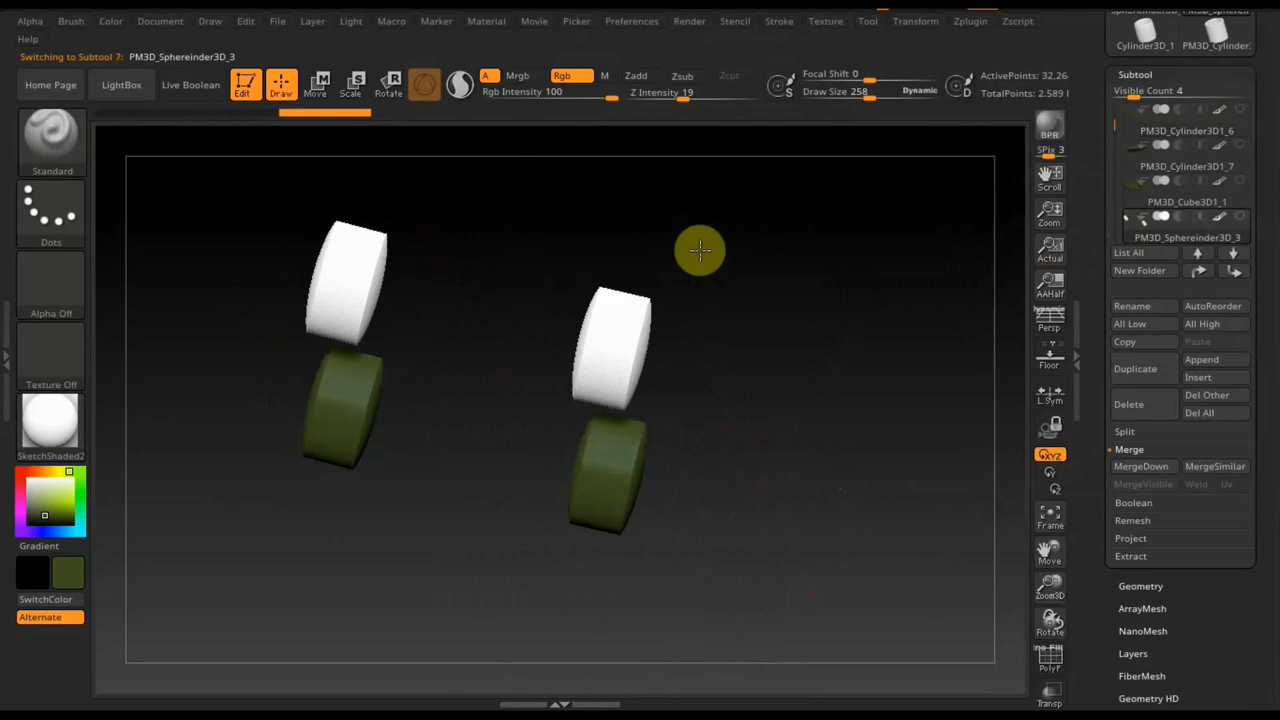 Alpha Brush Color Document Draw Edit File Layer Light Macro Marker Material Movie Picker Preferences Render Stencil Stroke Texture Tool Transform Zplugin Zscript
Help
Switching to Subtool 7: PM3D_Sphereinder3D_3
Home Page
LightBox
Live Boolean
Edit
Draw
Move
Scale
Rotate
A
Mrgb
Rgb
M
Rgb Intensity 100
Zadd
Zsub
Zcut
Z Intensity 19
S
Focal Shift 0
Draw Size 258
Dynamic
D
ActivePoints: 32,26
TotalPoints: 2.589
Standard
Dots
Alpha Off
Texture Off
SketchShaded2
Gradient
SwitchColor
Alternate
BPR
SPix 3
Scroll
Zoom
Actual
AAHalf
Dynamic
Persp
Floor
L.Sym
XYZ
Frame
Move
Zoom3D
Rotate
PolyF
Transp
Cylinder3D_1
PM3D_Cylinder
Subtool
Visible Count 4
PM3D_Cylinder3D1_6
PM3D_Cylinder3D1_7
PM3D_Cube3D1_1
PM3D_Sphereinder3D_3
List All
New Folder
Rename
AutoReorder
All Low
All High
Copy
Paste
Duplicate
Append
Insert
Delete
Del Other
Del All
Split
Merge
MergeDown
MergeSimilar
MergeVisible
Weld
Uv
Boolean
Remesh
Project
Extract
Geometry
ArrayMesh
NanoMesh
Layers
FiberMesh
Geometry HD